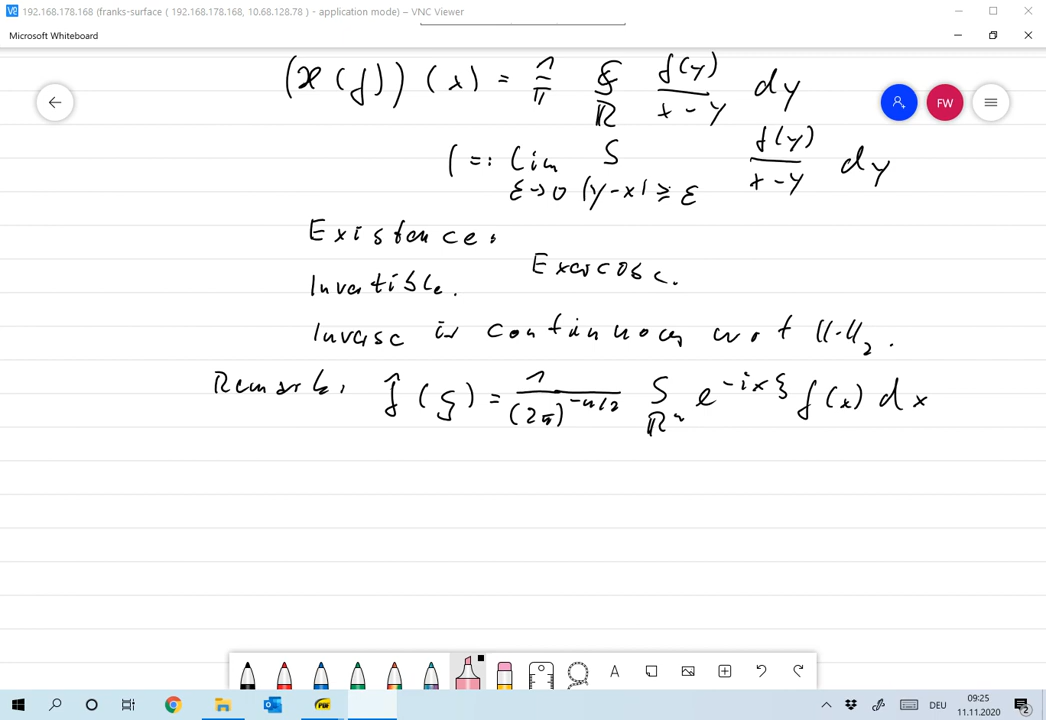 192.168.178.168 (franks-surface ( 192.168.178.168, 10.68.128.78 ) - application mode) – VNC Viewer
Microsoft Whiteboard
(ℋ(f))(x) = 1/π ⨍_ℝ f(y)/(x-y) dy
(=: lim_{ε→0} ∫_{|y-x| ≥ ε} f(y)/(x-y) dy
FW
Existence:
Exercise.
Invertible.
Inverse is continuous wrt ||·||_2.
Remark: f̂(ξ) = 1/(2π)^{-n/2} ∫_{ℝ^n} e^{-ixξ} f(x) dx
A
DEU
09:25
11.11.2020
2